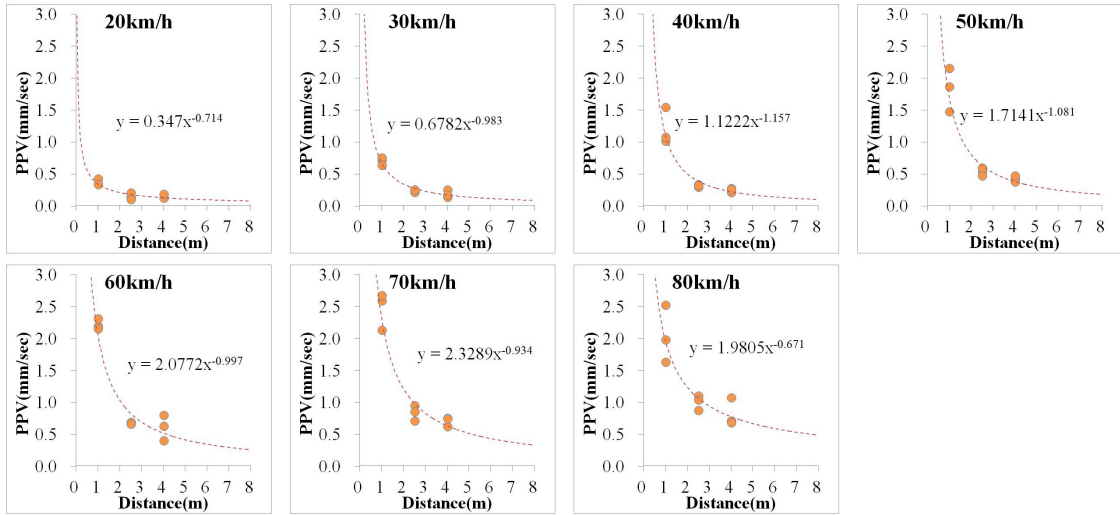 20km/h
3.0
2.5
2.0
1.5
1.0
0.5
0.0
PPV(mm/sec)
y = 0.347x^-0.714
0 1 2 3 4 5 6 7 8
Distance(m)
30km/h
3.0
2.5
2.0
1.5
1.0
0.5
0.0
PPV(mm/sec)
y = 0.6782x^-0.983
0 1 2 3 4 5 6 7 8
Distance(m)
40km/h
3.0
2.5
2.0
1.5
1.0
0.5
0.0
PPV(mm/sec)
y = 1.1222x^-1.157
0 1 2 3 4 5 6 7 8
Distance(m)
50km/h
3.0
2.5
2.0
1.5
1.0
0.5
0.0
PPV(mm/sec)
y = 1.7141x^-1.081
0 1 2 3 4 5 6 7 8
Distance(m)
60km/h
3.0
2.5
2.0
1.5
1.0
0.5
0.0
PPV(mm/sec)
y = 2.0772x^-0.997
0 1 2 3 4 5 6 7 8
Distance(m)
70km/h
3.0
2.5
2.0
1.5
1.0
0.5
0.0
PPV(mm/sec)
y = 2.3289x^-0.934
0 1 2 3 4 5 6 7 8
Distance(m)
80km/h
3.0
2.5
2.0
1.5
1.0
0.5
0.0
PPV(mm/sec)
y = 1.9805x^-0.671
0 1 2 3 4 5 6 7 8
Distance(m)